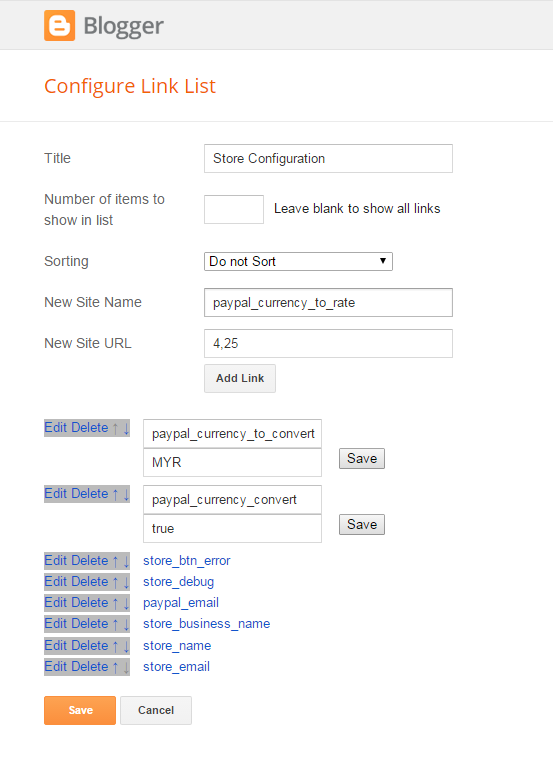 Blogger
Configure Link List
Title
Store Configuration
Number of items to
show in list
Leave blank to show all links
Sorting
Do not Sort ▼
New Site Name
paypal_currency_to_rate
New Site URL
4,25
Add Link
Edit Delete ↑ ↓ paypal_currency_to_convert
MYR
Save
Edit Delete ↑ ↓ paypal_currency_convert
true
Save
Edit Delete ↑ ↓ store_btn_error
Edit Delete ↑ ↓ store_debug
Edit Delete ↑ ↓ paypal_email
Edit Delete ↑ ↓ store_business_name
Edit Delete ↑ ↓ store_name
Edit Delete ↑ ↓ store_email
Save Cancel